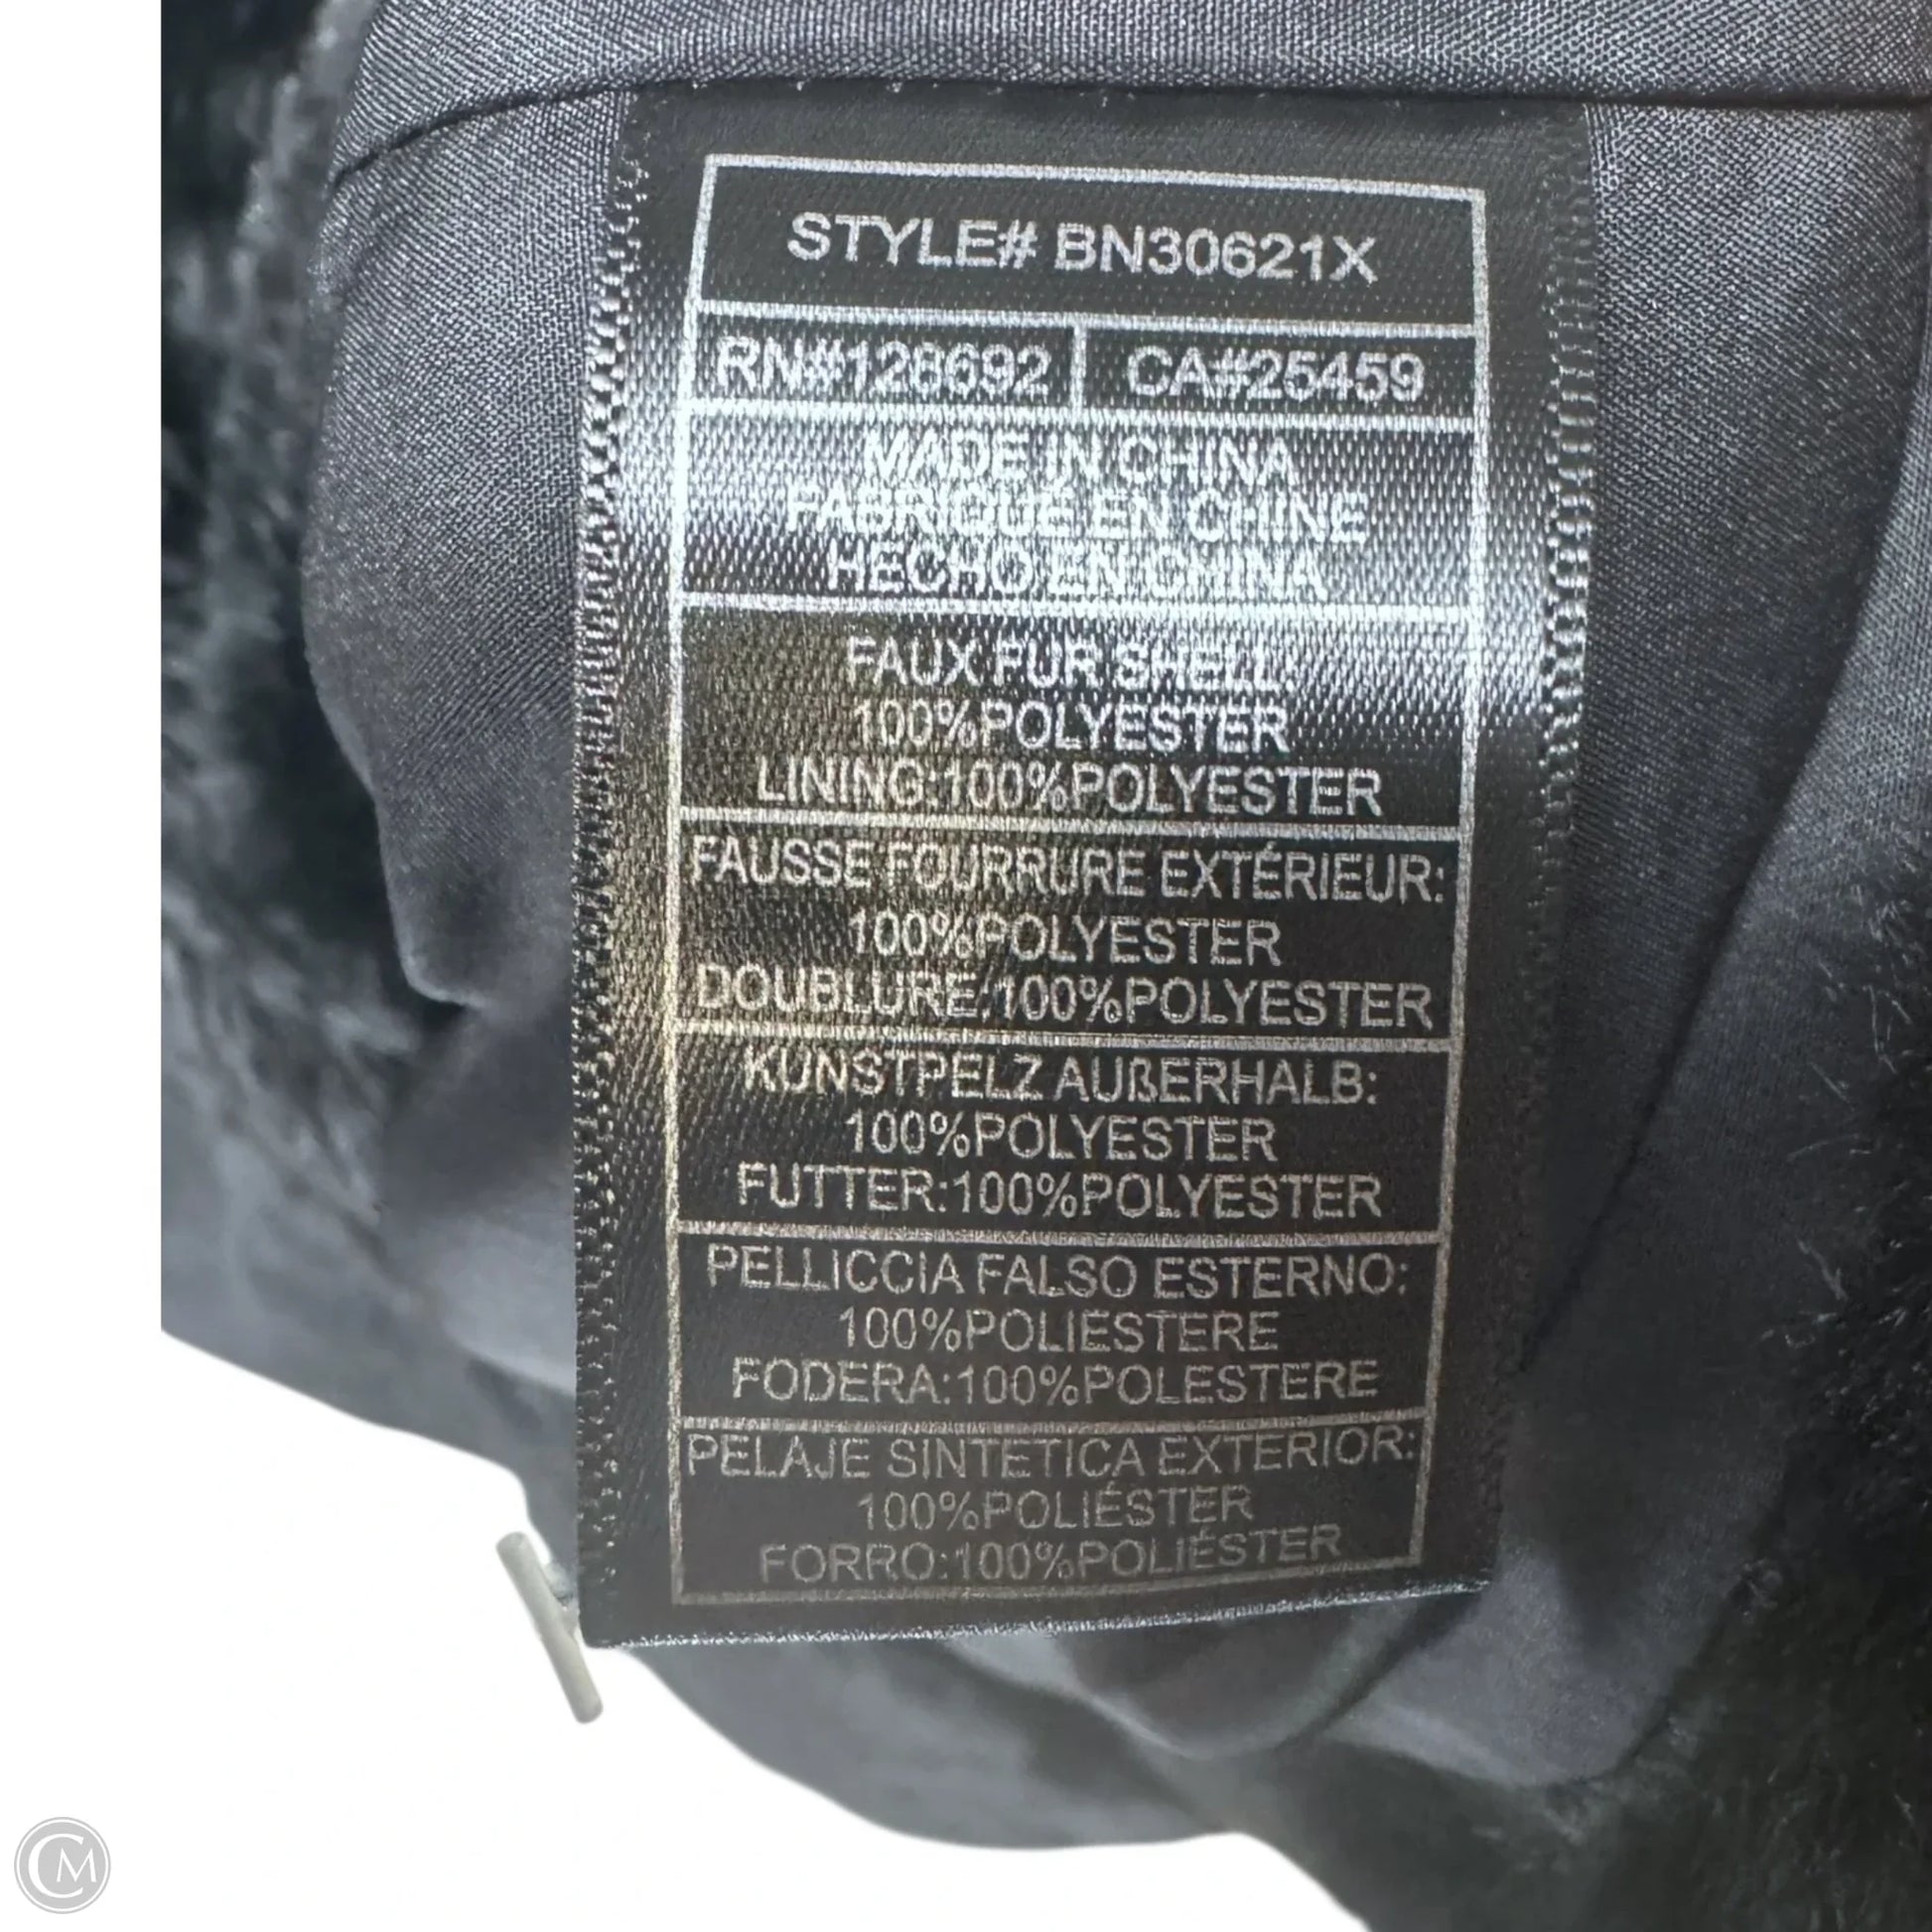 STYLE# BN30621X
RN#128692 CA#25459
MADE IN CHINA
FABRIQUE EN CHINE
HECHO EN CHINA
FAUX FUR SHELL:
100%POLYESTER
LINING:100%POLYESTER
FAUSSE FOURRURE EXTÉRIEUR:
100%POLYESTER
DOUBLURE:100%POLYESTER
KUNSTPELZ AUßERHALB:
100%POLYESTER
FUTTER:100%POLYESTER
PELLICCIA FALSO ESTERNO:
100%POLIESTERE
FODERA:100%POLESTERE
PELAJE SINTETICA EXTERIOR:
100%POLIÉSTER
FORRO:100%POLIÉSTER
CM